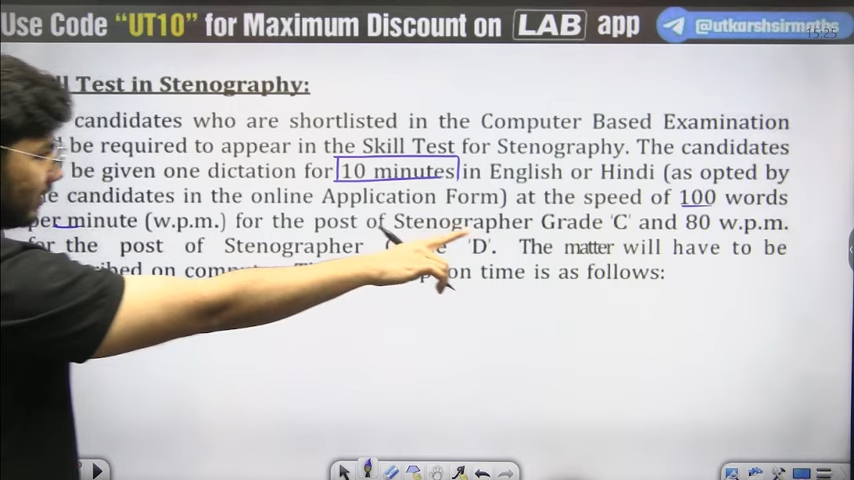 Use Code “UT10” for Maximum Discount on LAB app @utkarshsirmaths
15:25
Test in Stenography:
candidates who are shortlisted in the Computer Based Examination
be required to appear in the Skill Test for Stenography. The candidates
be given one dictation for 10 minutes in English or Hindi (as opted by
candidates in the online Application Form) at the speed of 100 words
per minute (w.p.m.) for the post of Stenographer Grade ‘C’ and 80 w.p.m.
for the post of Stenographer ‘D’. The matter will have to be
on time is as follows: